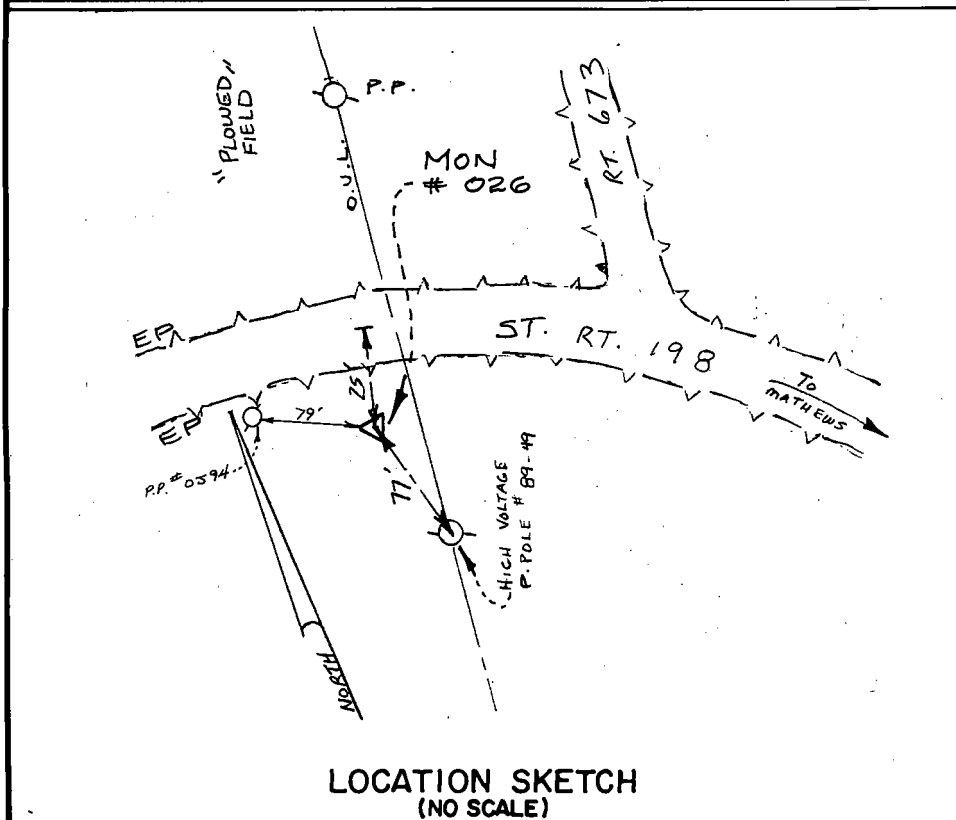 "PLOWED"
FIELD
P.P.
O.U.L.
MON
# 026
RT. 673
EP
ST. RT. 198
TO
MATHEWS
25'
EP
79'
P.P.# 0594
77'
HIGH VOLTAGE
P. POLE # 89-49
NORTH
LOCATION SKETCH
(NO SCALE)